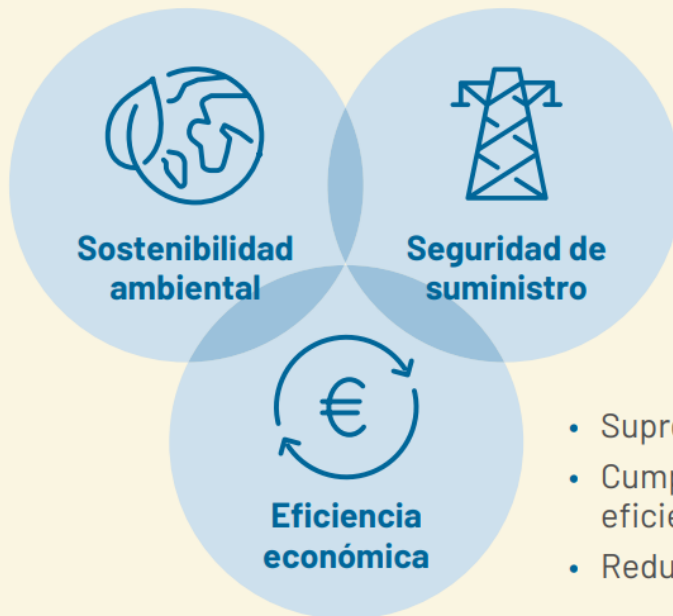 Sostenibilidad
ambiental
Seguridad de
suministro
€
Eficiencia
económica